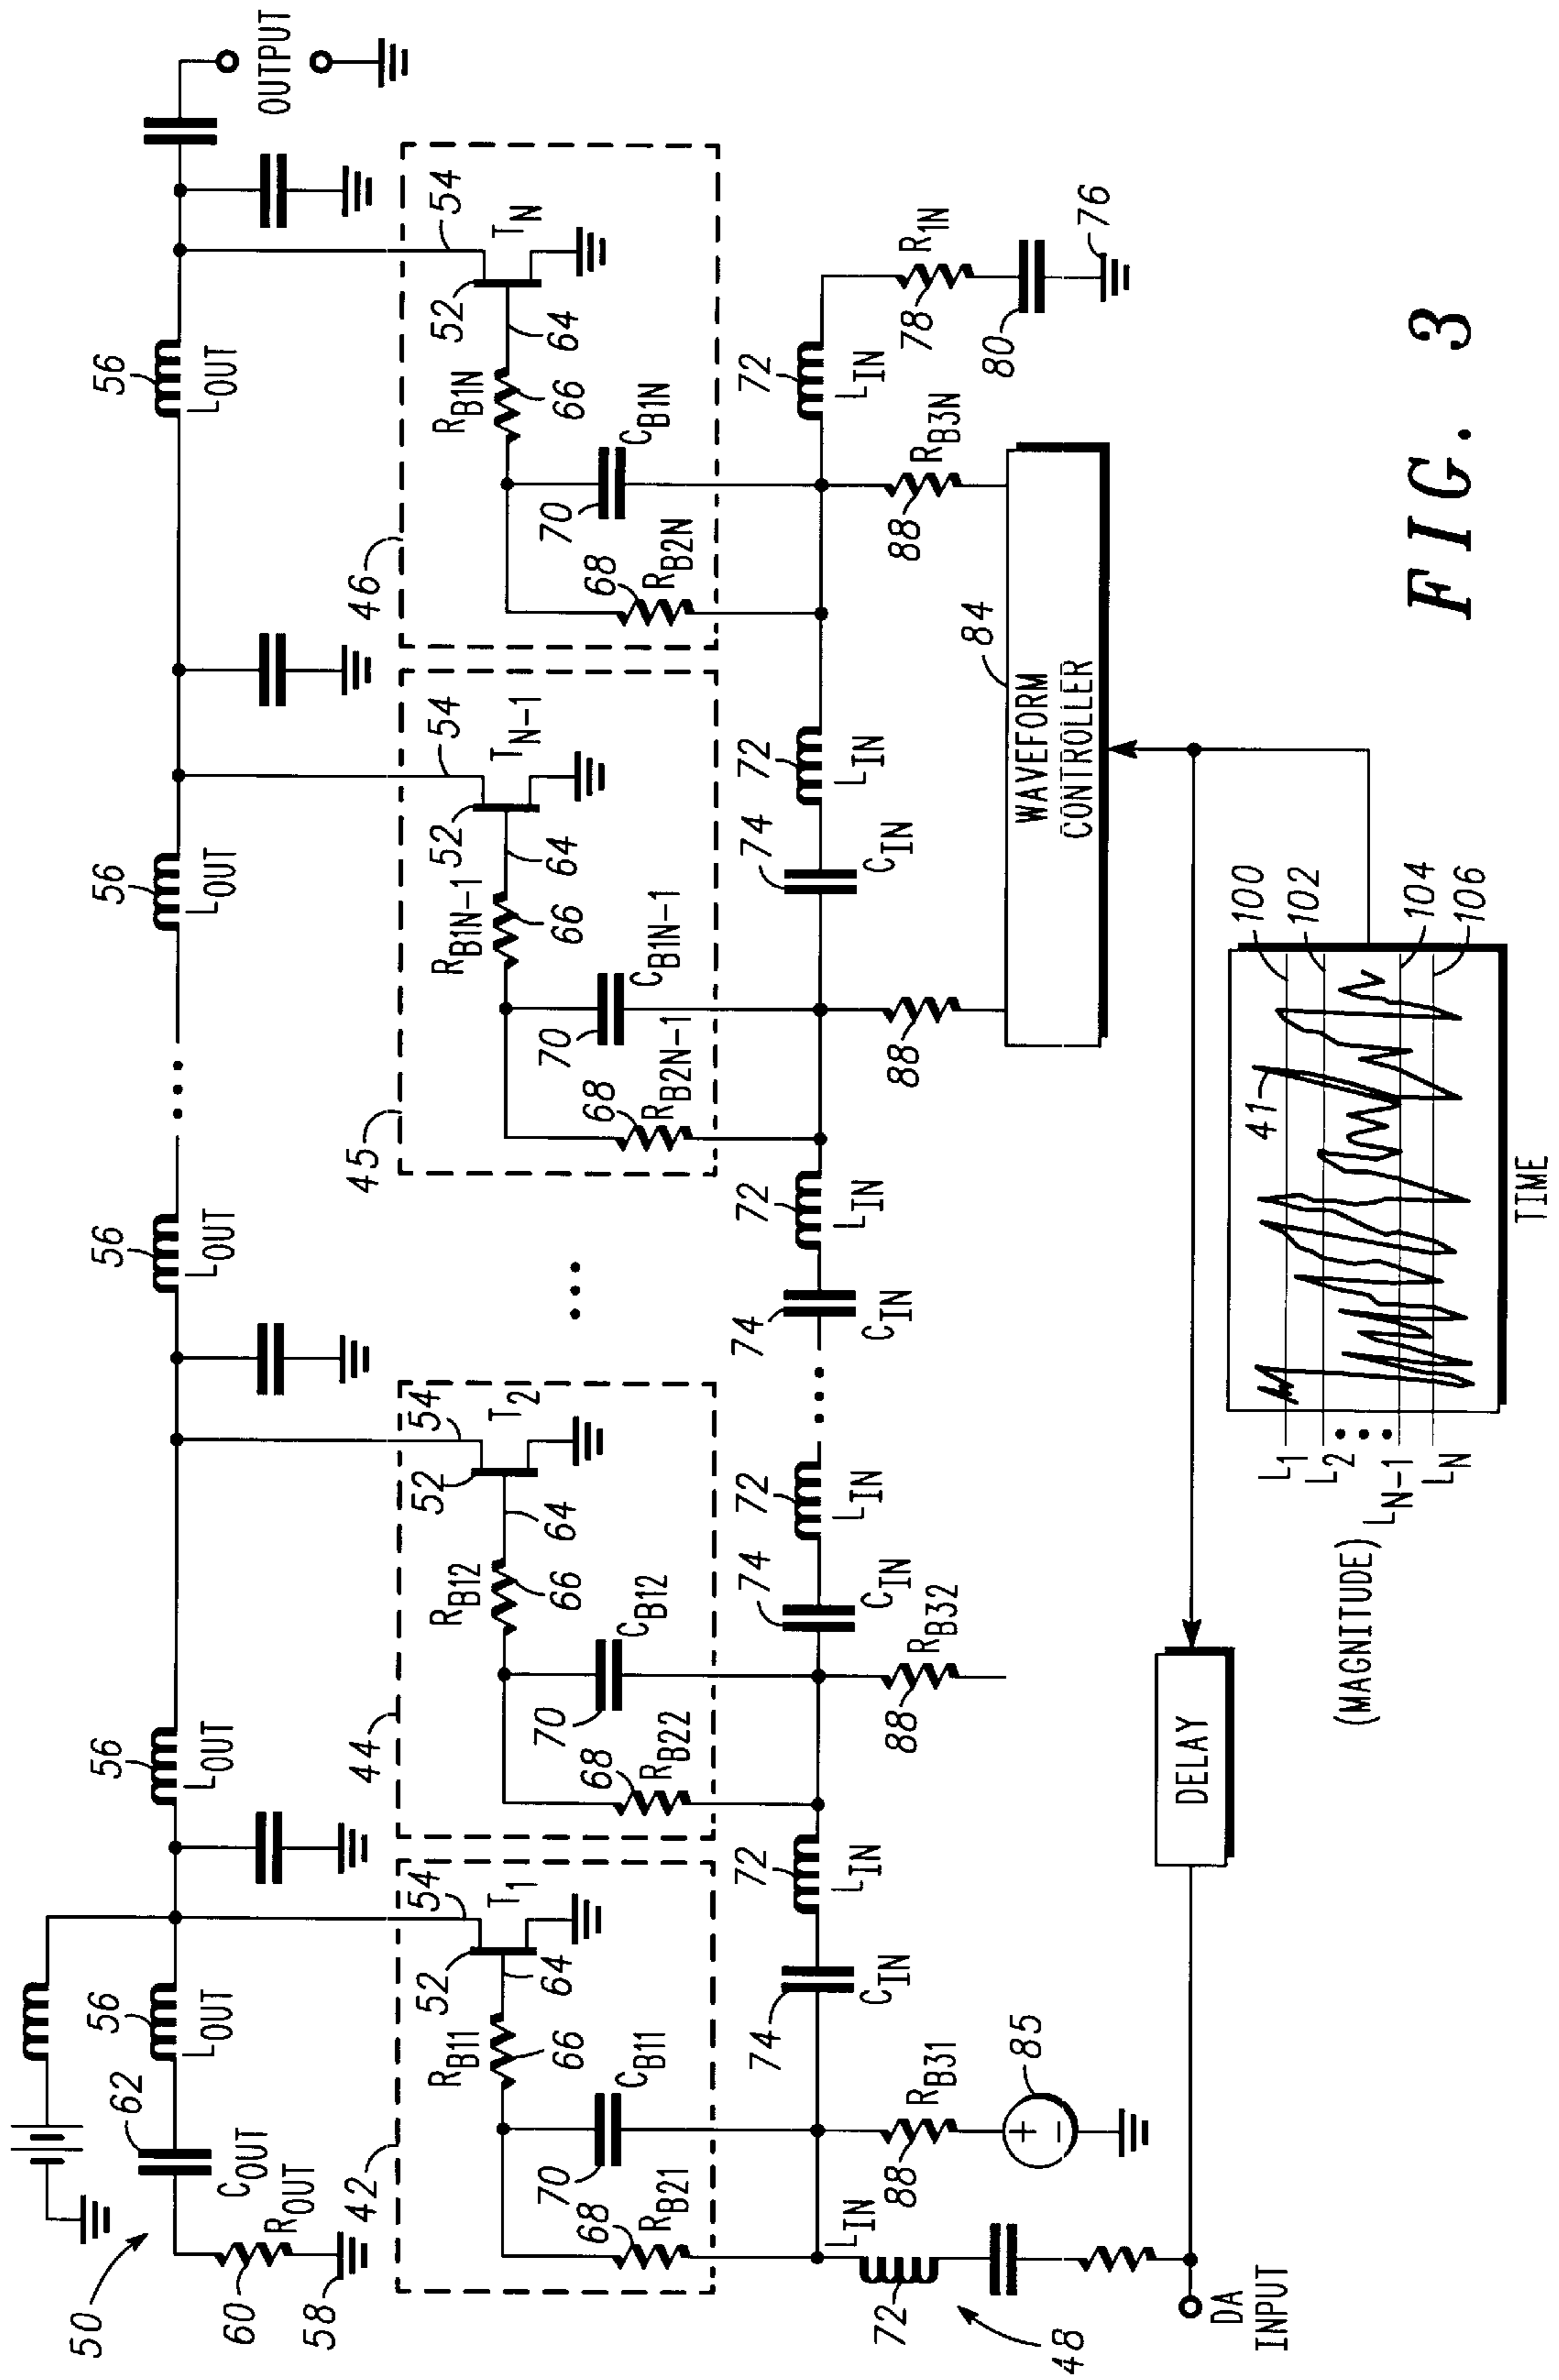 50
62
C_OUT
60
R_OUT
58
56
L_OUT
56
L_OUT
56
L_OUT
56
L_OUT
56
L_OUT
OUTPUT
42
44
45
46
R_B11
66
52
64
54
T_1
70
C_B11
68
R_B21
R_B12
66
52
64
54
T_2
70
C_B12
68
R_B22
...
R_B1N-1
66
52
64
54
T_N-1
70
C_B1N-1
68
R_B2N-1
R_B1N
66
52
64
54
T_N
70
C_B1N
68
R_B2N
72
L_IN
48
74
C_IN
72
L_IN
74
C_IN
72
L_IN
...
74
C_IN
72
L_IN
74
C_IN
72
L_IN
72
L_IN
88
R_B31
+
−
85
88
R_B32
88
88
R_B3N
78
R_1N
80
76
84
WAVEFORM
CONTROLLER
DA
INPUT
DELAY
(MAGNITUDE)
L_1
L_2
L_N-1
L_N
41
100
102
104
106
TIME
FIG. 3